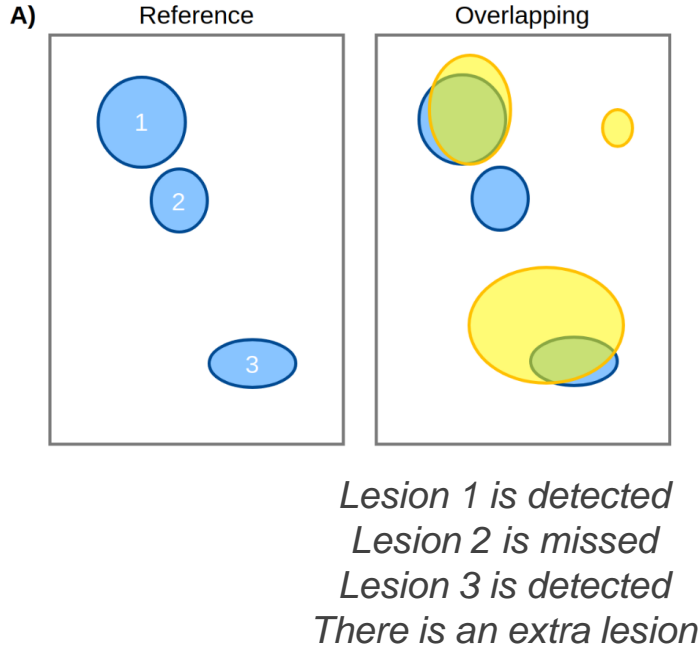 A) Reference Overlapping
1
2
3
Lesion 1 is detected
Lesion 2 is missed
Lesion 3 is detected
There is an extra lesion